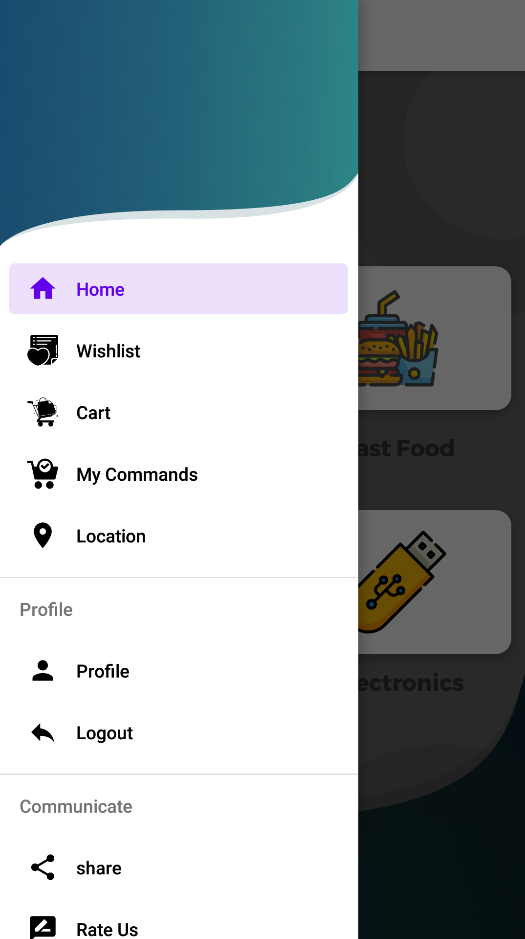 Home
Wishlist
Cart
My Commands
Location
Profile
Profile
Logout
Communicate
share
Rate Us
ast Food
ectronics